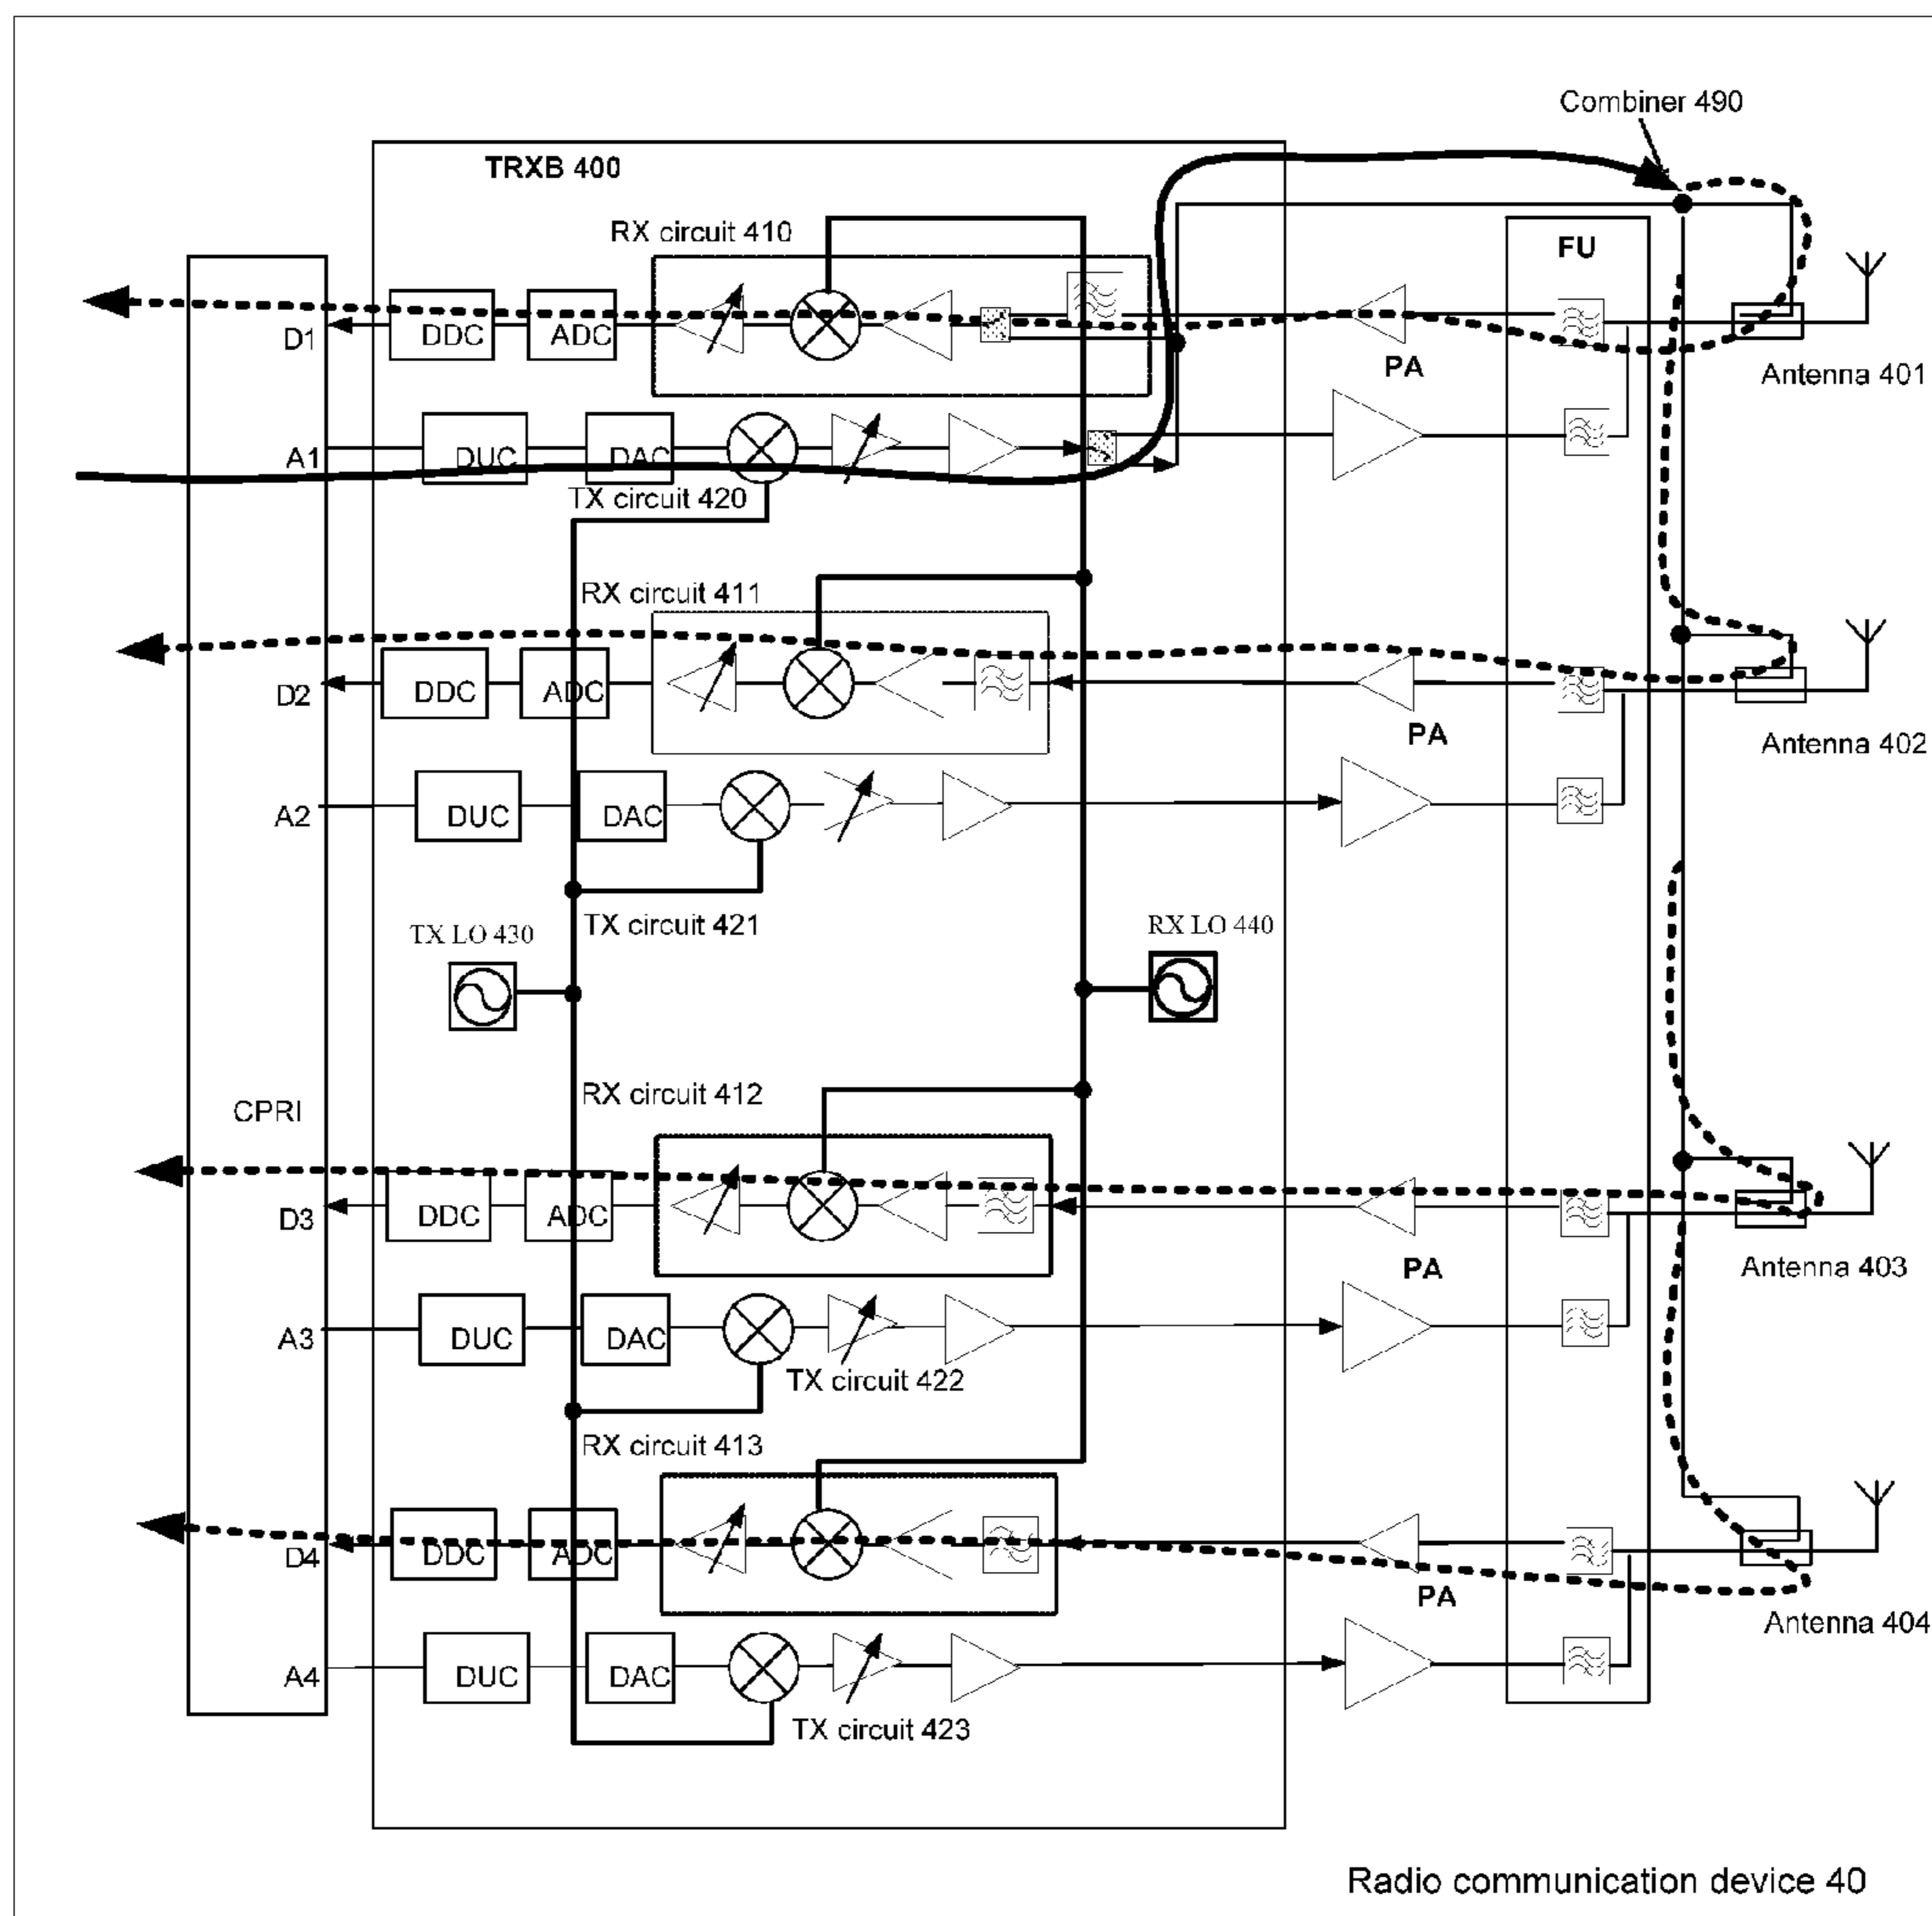 Combiner 490
TRXB 400
RX circuit 410
FU
D1
DDC
ADC
PA
Antenna 401
A1
DUC
DAC
TX circuit 420
RX circuit 411
D2
DDC
ADC
PA
Antenna 402
A2
DUC
DAC
TX circuit 421
TX LO 430
RX LO 440
RX circuit 412
CPRI
D3
DDC
ADC
PA
Antenna 403
A3
DUC
DAC
TX circuit 422
RX circuit 413
D4
DDC
ADC
PA
Antenna 404
A4
DUC
DAC
TX circuit 423
Radio communication device 40